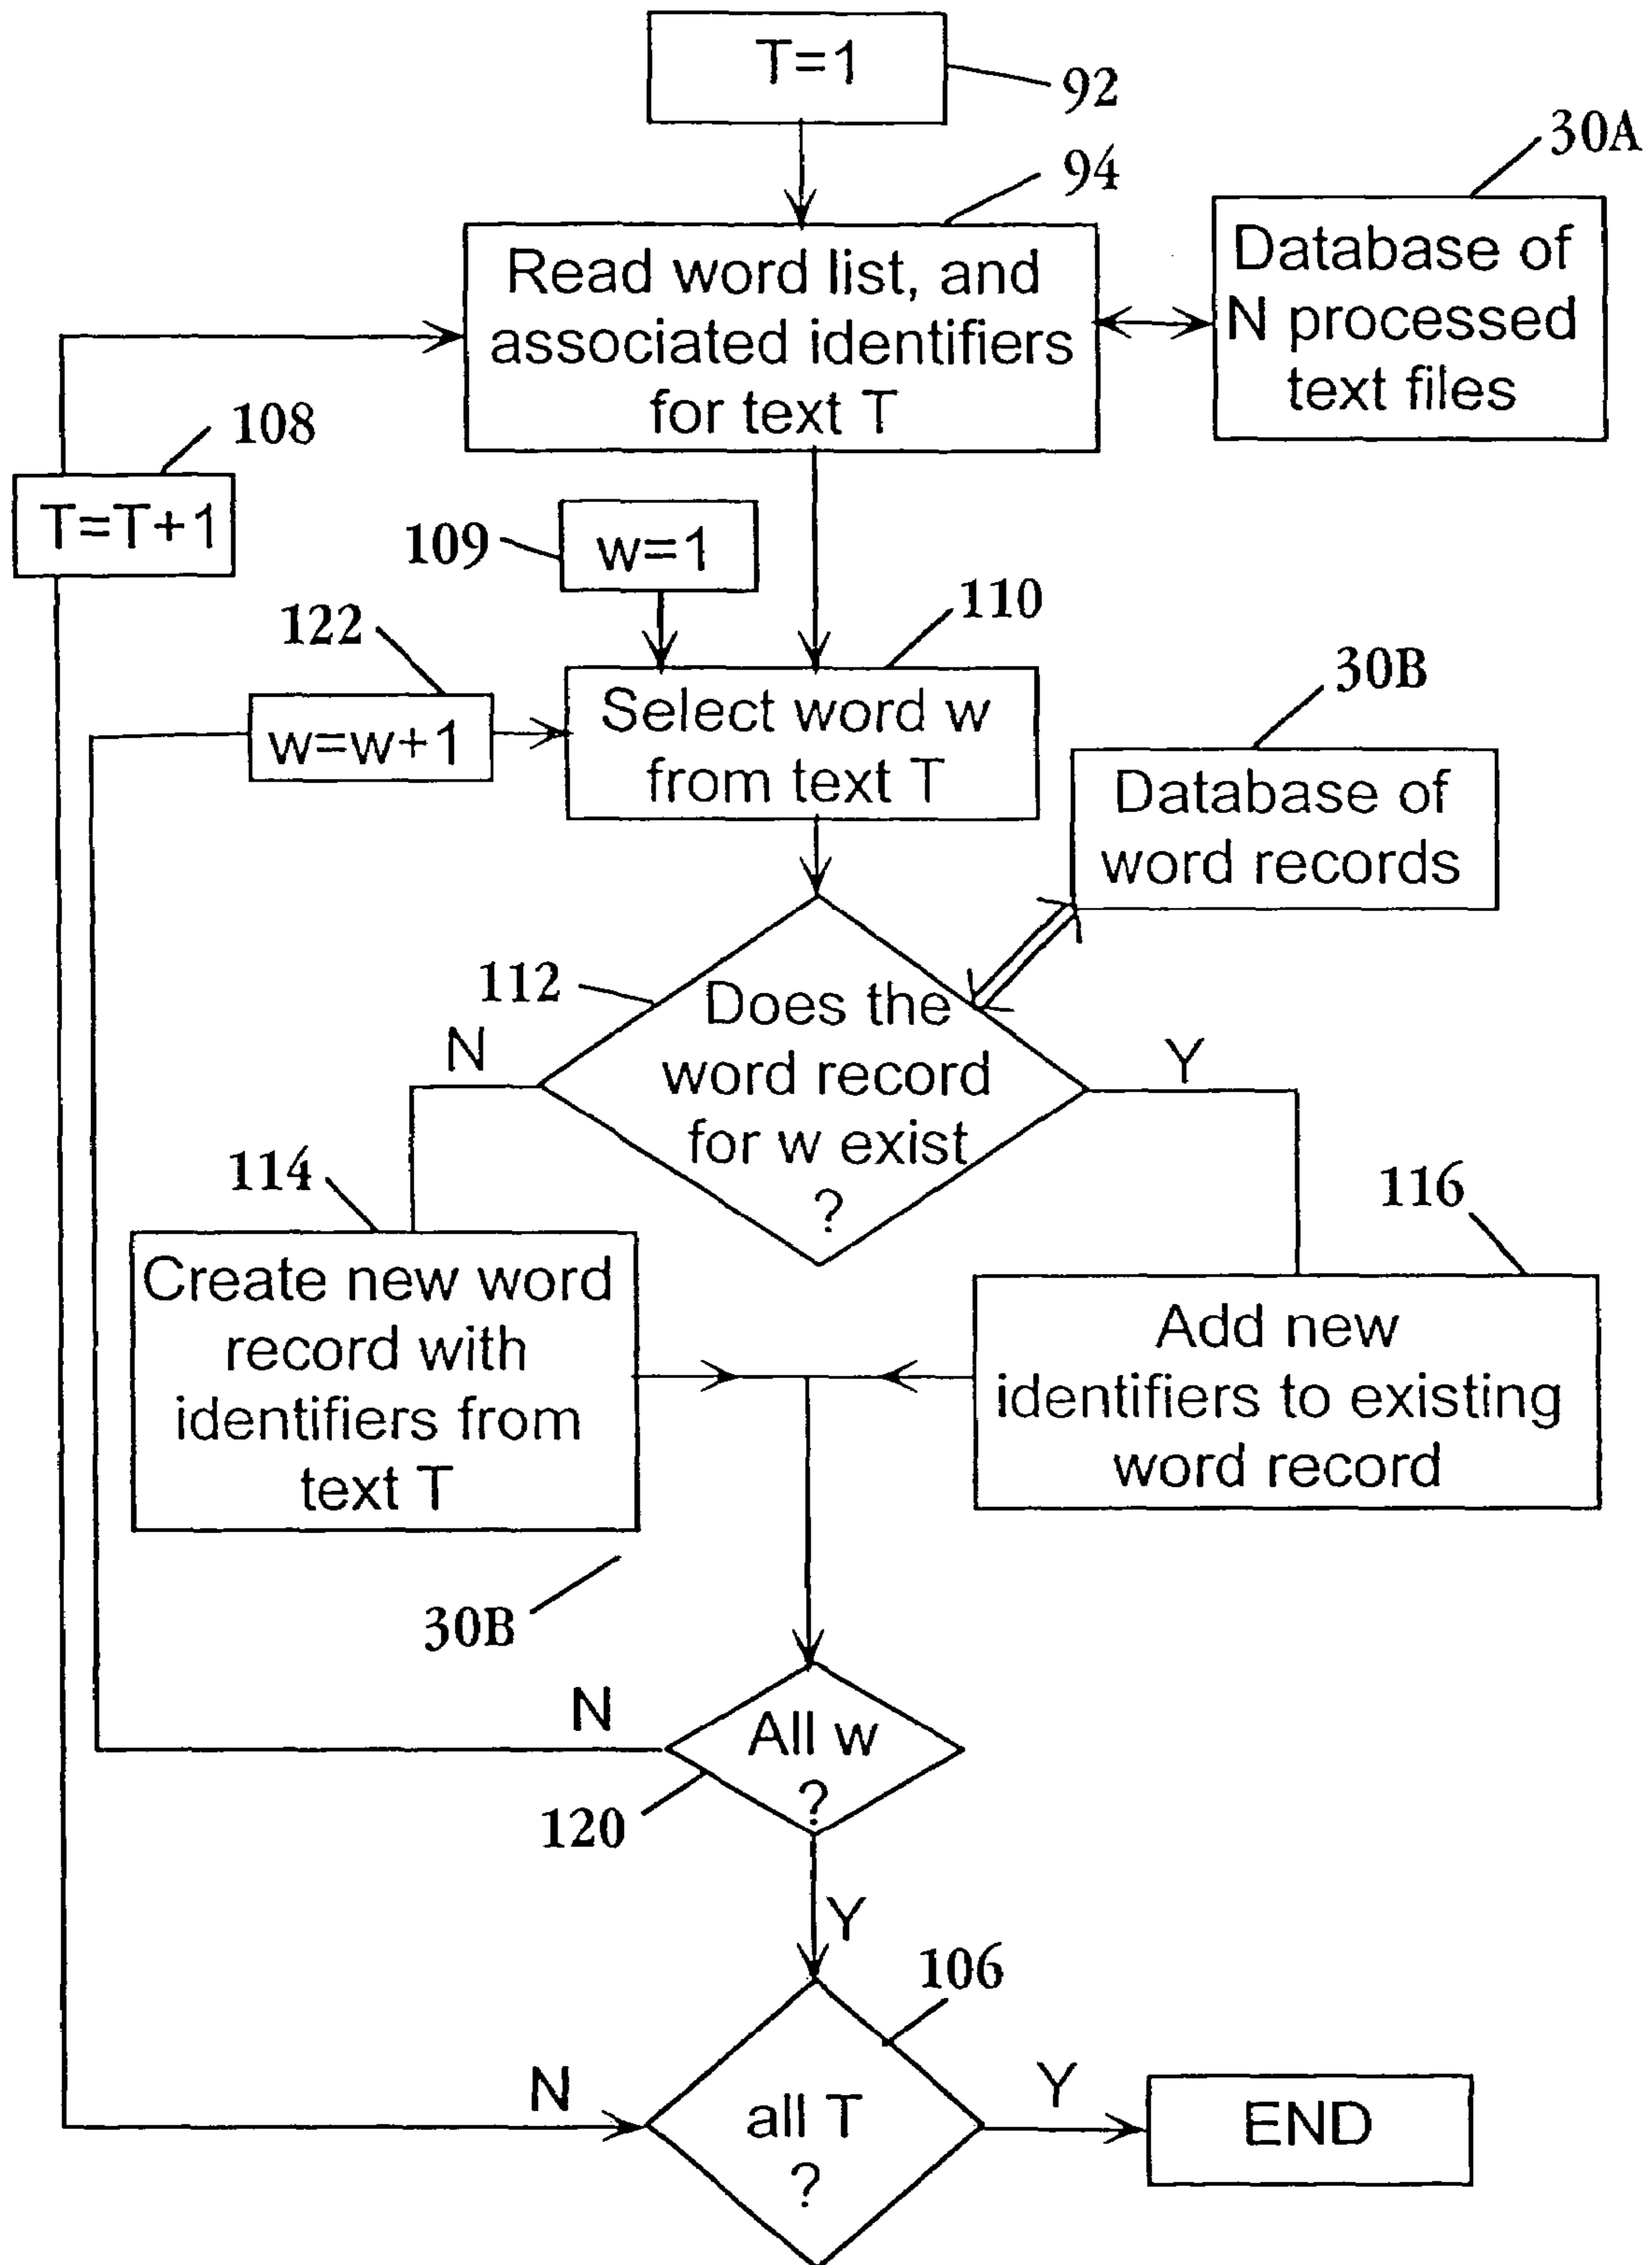 T=1
92
30A
94
Read word list, and
associated identifiers
for text T
Database of
N processed
text files
108
T=T+1
109
w=1
110
122
w=w+1
Select word w
from text T
30B
Database of
word records
112
Does the
word record
for w exist
?
N
Y
114
116
Create new word
record with
identifiers from
text T
Add new
identifiers to existing
word record
30B
N
All w
?
120
Y
106
N
all T
?
Y
END